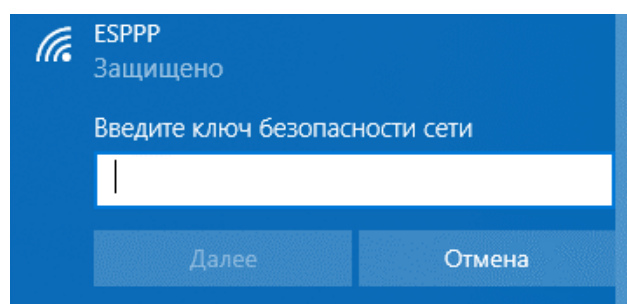 ESPPP
Защищено
Введите ключ безопасности сети
Далее
Отмена